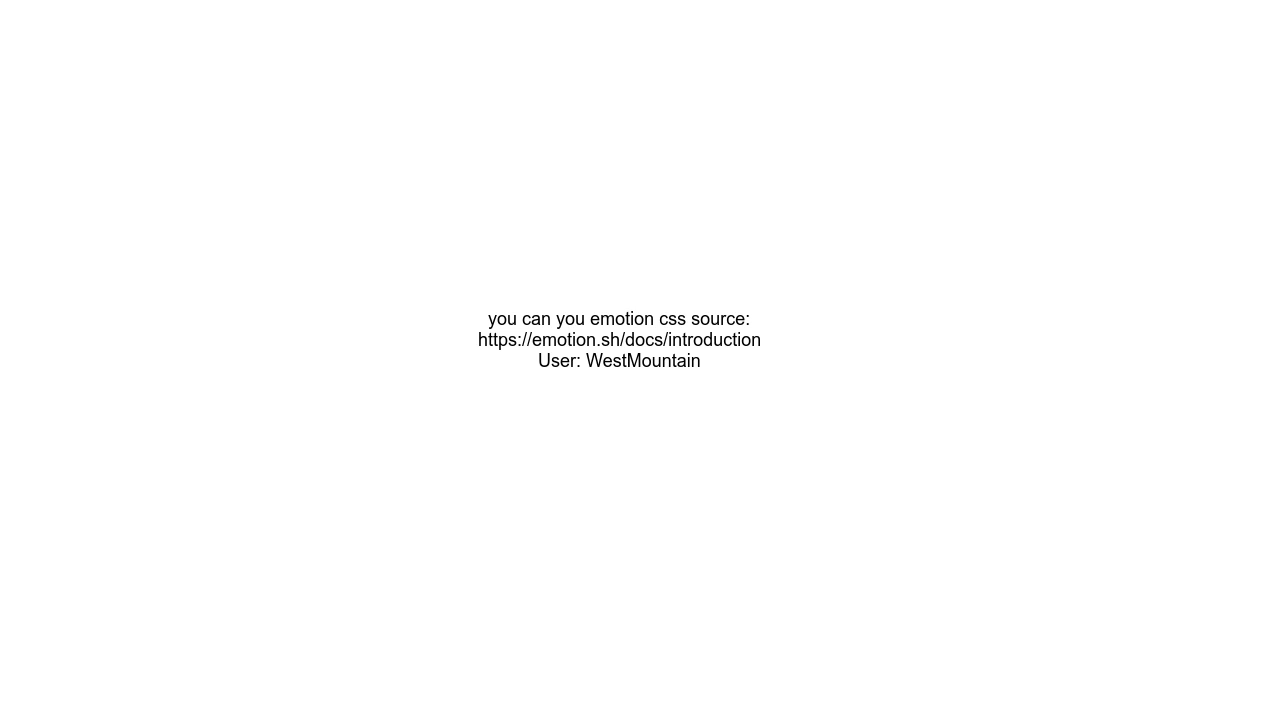 you can you emotion css source:
https://emotion.sh/docs/introduction
User: WestMountain